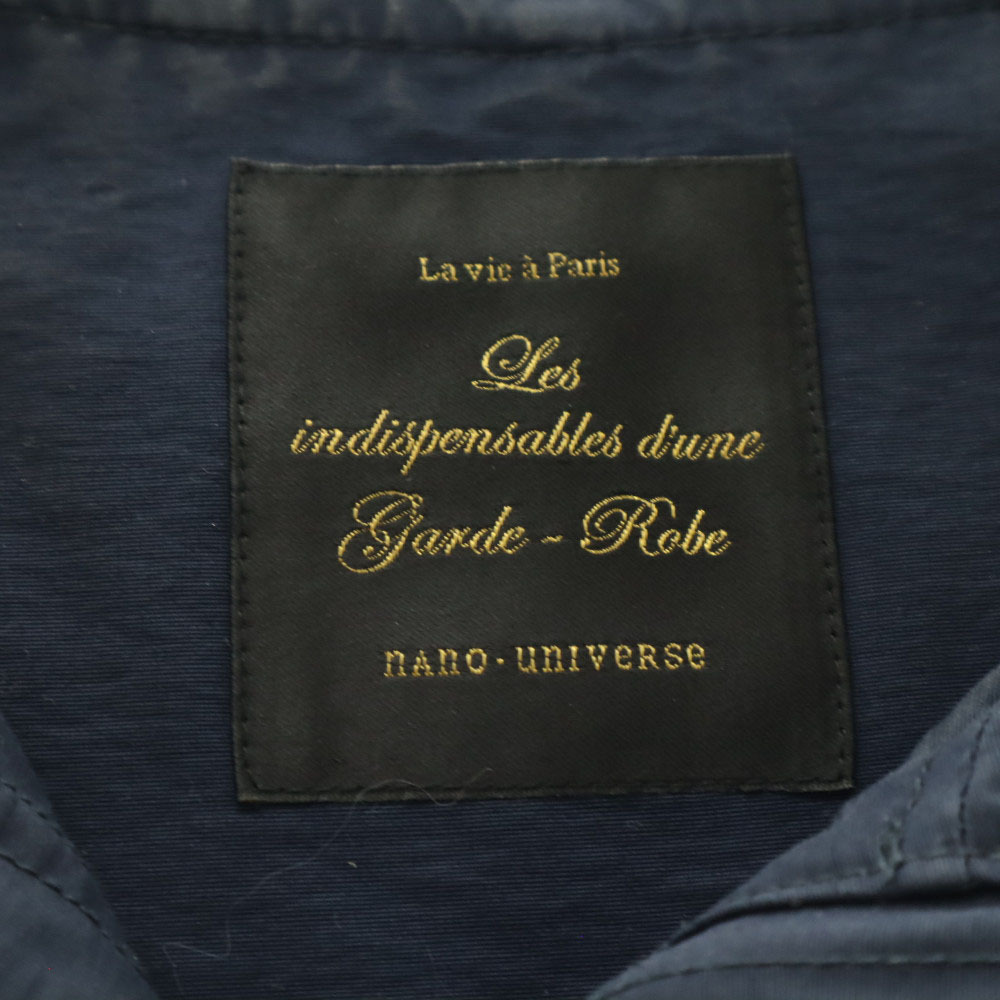 La vie à Paris
Les
indispensables d'une
Garde - Robe
nano·universe